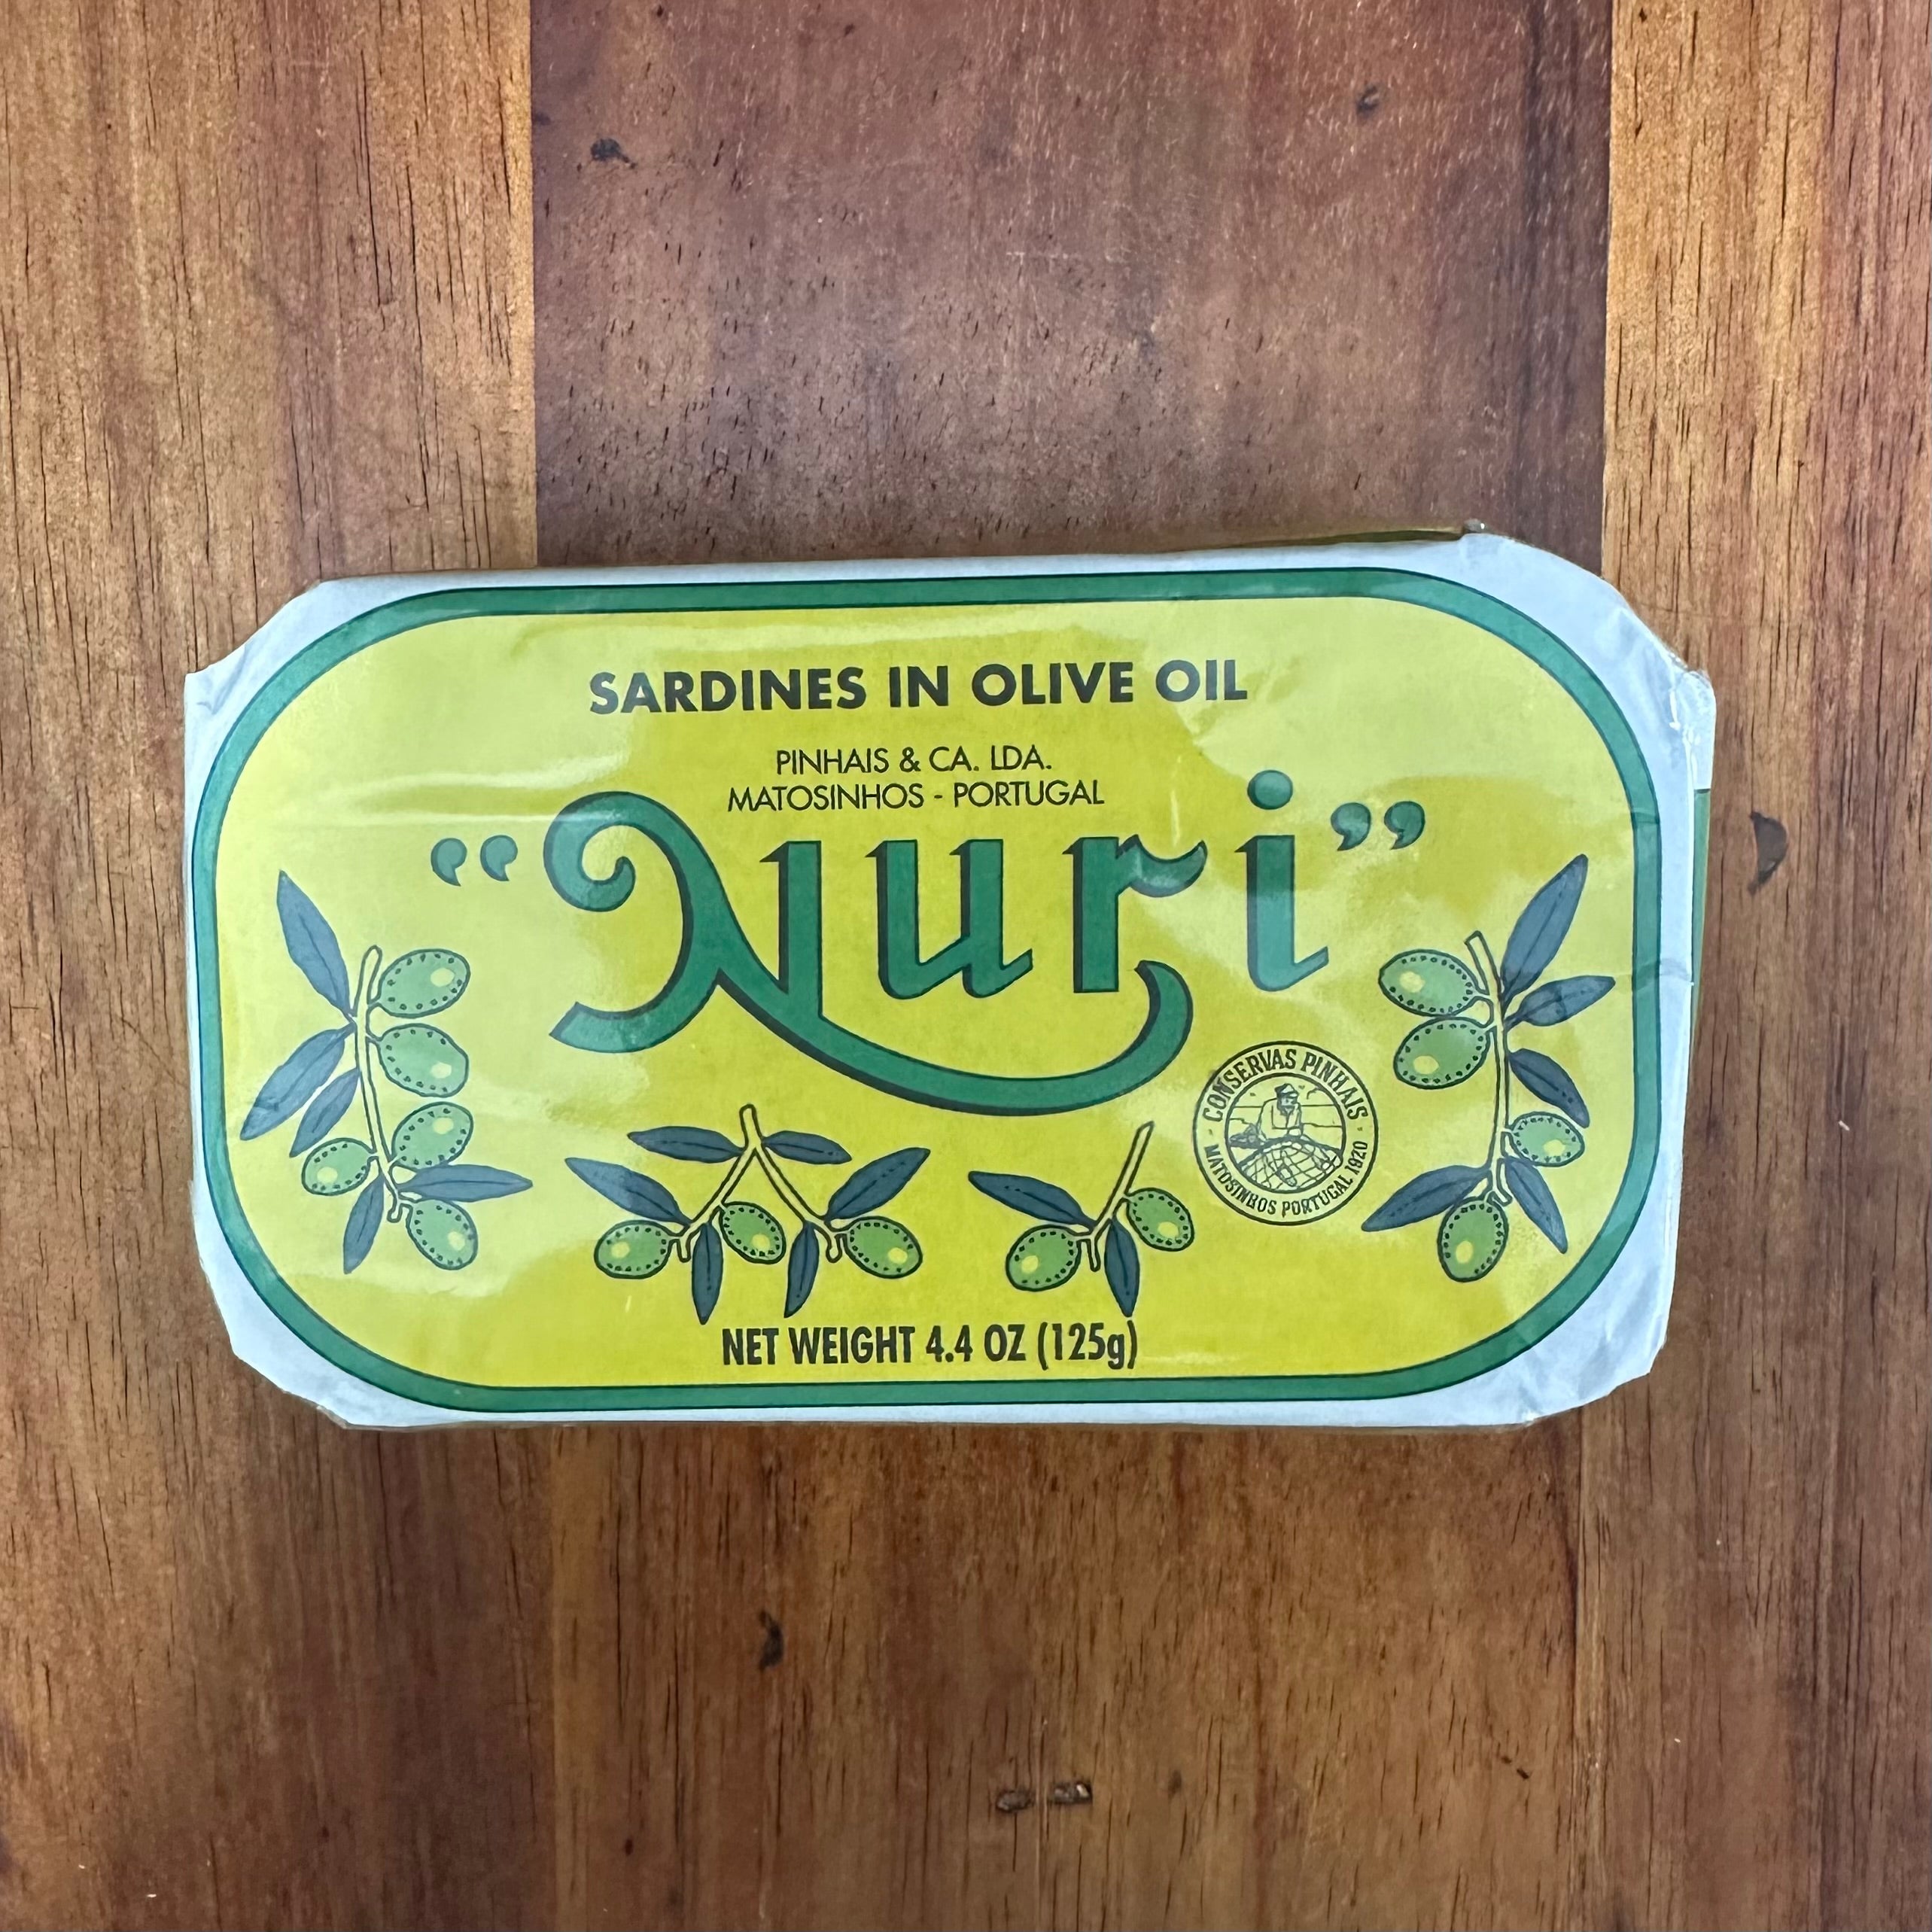 SARDINES IN OLIVE OIL
PINHAIS & CA. LDA.
MATOSINHOS - PORTUGAL
“Nuri”
CONSERVAS PINHAIS
MATOSINHOS PORTUGAL 1920
NET WEIGHT 4.4 OZ (125g)